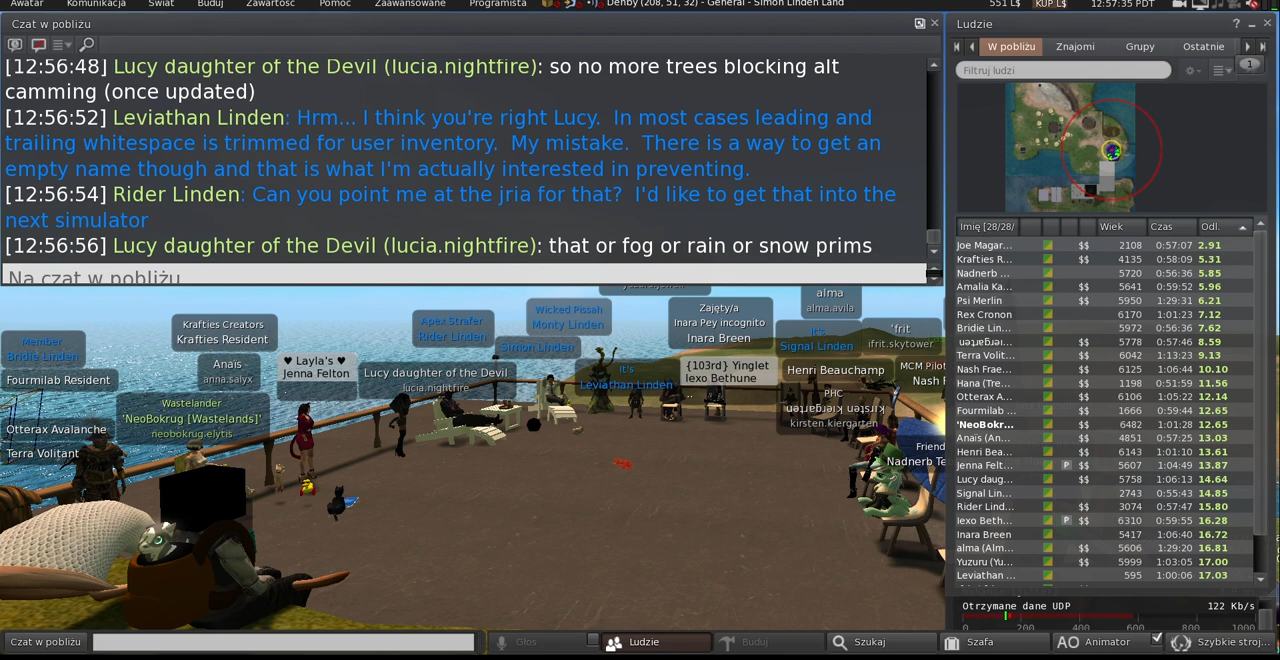 Awatar Komunikacja Świat Buduj Zawartość Pomoc Zaawansowane Programista Denby (208, 51, 32) - General - Simon Linden Land 551 L$ KUP L$ 12:57:35 PDT
Czat w pobliżu
[12:56:48] Lucy daughter of the Devil (lucia.nightfire): so no more trees blocking alt
camming (once updated)
[12:56:52] Leviathan Linden: Hrm... I think you're right Lucy.  In most cases leading and
trailing whitespace is trimmed for user inventory.  My mistake.  There is a way to get an
empty name though and that is what I'm actually interested in preventing.
[12:56:54] Rider Linden: Can you point me at the jria for that?  I'd like to get that into the
next simulator
[12:56:56] Lucy daughter of the Devil (lucia.nightfire): that or fog or rain or snow prims
Na czat w pobliżu
Member
Bridie Linden
Fourmilab Resident
Krafties Creators
Krafties Resident
Anaïs
anna.salyx
♥ Layla's ♥
Jenna Felton
Wastelander
'NeoBokrug [Wastelands]'
neobokrug.elytis
Otterax Avalanche
Terra Volitant
Lucy daughter of the Devil
lucia.nightfire
Apex Strafer
Rider Linden
Simon Linden
Wicked Pissah
Monty Linden
It's
Leviathan Linden
Zajęty/a
Inara Pey incognito
Inara Breen
{103rd} Yinglet
Iexo Bethune
..
alma
alma.avila
It's
Signal Linden
'frit
ifrit.skytower
Henri Beauchamp
MCM Pilot
Nash F
PHC
uǝʇɹɐƃɹǝᴉʞ uǝʇsɹᴉʞ
kirsten.kiergarten
Friend
Nadnerb Te
Ludzie
W pobliżu Znajomi Grupy Ostatnie
Filtruj ludzi
1
Imię [28/28/ Wiek Czas Odl.
Joe Magar... $$ 2108 0:57:07 2.91
Krafties R... $$ 4135 0:58:09 5.31
Nadnerb ... 5720 0:56:36 5.85
Amalia Ka... $$ 5641 0:59:52 5.96
Psi Merlin $$ 5950 1:29:31 6.21
Rex Cronon 6170 1:01:23 7.12
Bridie Lin... 5972 0:56:36 7.62
uǝʇɹɐƃɹǝ... $$ 5778 0:57:46 8.59
Terra Volit... $$ 6042 1:13:23 9.13
Nash Frae... $$ 6125 1:06:44 10.10
Hana (Tre... $$ 1198 0:51:59 11.56
Otterax A... $$ 6106 1:05:22 12.14
Fourmilab ... $$ 1666 0:59:44 12.65
'NeoBokr... $$ 6482 1:01:28 12.65
Anaïs (An... $$ 4851 0:57:25 13.03
Henri Bea... $$ 6143 1:01:10 13.61
Jenna Felt... P $$ 5607 1:04:49 13.87
Lucy daug... $$ 5758 1:06:13 14.64
Signal Lin... 2743 0:55:43 14.85
Rider Lind... $$ 3074 0:57:47 15.80
Iexo Beth... P $$ 6310 0:59:55 16.28
Inara Breen 5417 1:06:40 16.72
alma (Alm... $$ 5606 1:29:20 16.81
Yuzuru (Yu... $$ 5999 1:03:05 17.00
Leviathan ... 595 1:00:06 17.03
Otrzymane dane UDP 122 Kb/s
0 200 400 600 800 1000
Czat w pobliżu Głos Ludzie Buduj Szukaj Szafa AO Animator Szybkie stroj...